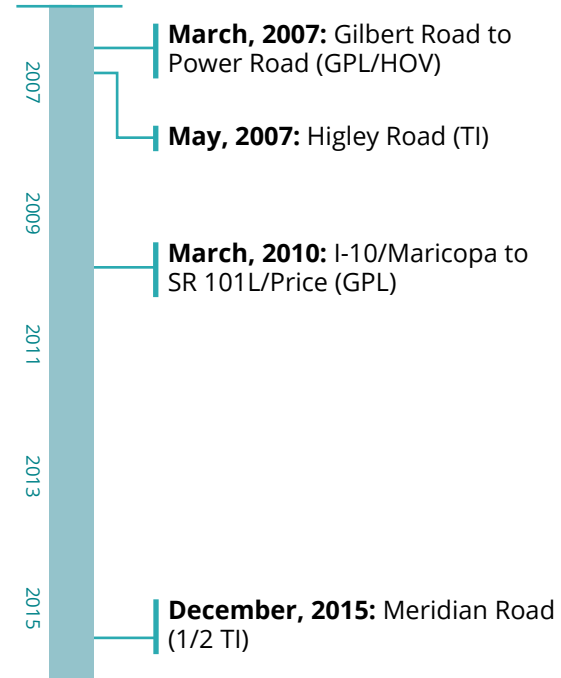 March, 2007: Gilbert Road to
Power Road (GPL/HOV)
2007
May, 2007: Higley Road (TI)
2009
March, 2010: I-10/Maricopa to
SR 101L/Price (GPL)
2011
2013
2015
December, 2015: Meridian Road
(1/2 TI)